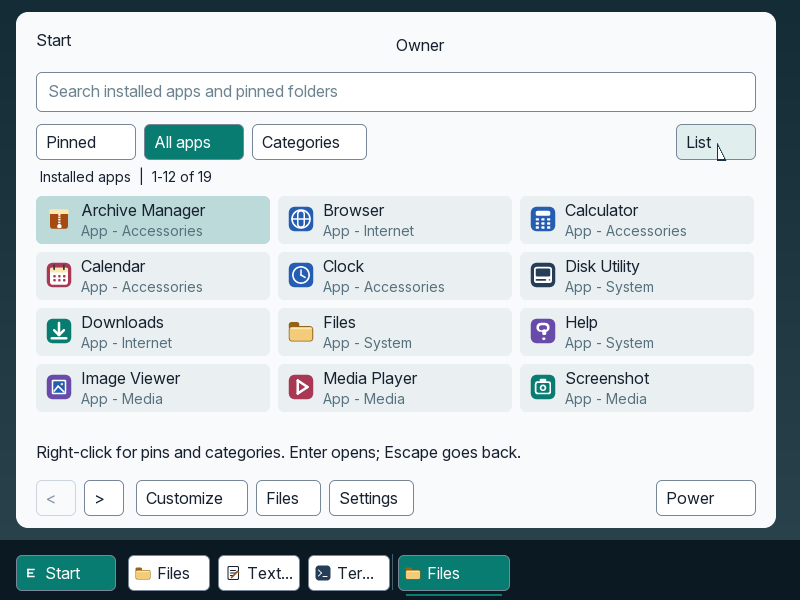 Start
Owner
Search installed apps and pinned folders
Pinned
All apps
Categories
List
Installed apps | 1-12 of 19
Archive Manager
App - Accessories
Browser
App - Internet
Calculator
App - Accessories
Calendar
App - Accessories
Clock
App - Accessories
Disk Utility
App - System
Downloads
App - Internet
Files
App - System
Help
App - System
Image Viewer
App - Media
Media Player
App - Media
Screenshot
App - Media
Right-click for pins and categories. Enter opens; Escape goes back.
<
>
Customize
Files
Settings
Power
E Start
Files
Text...
Ter...
Files